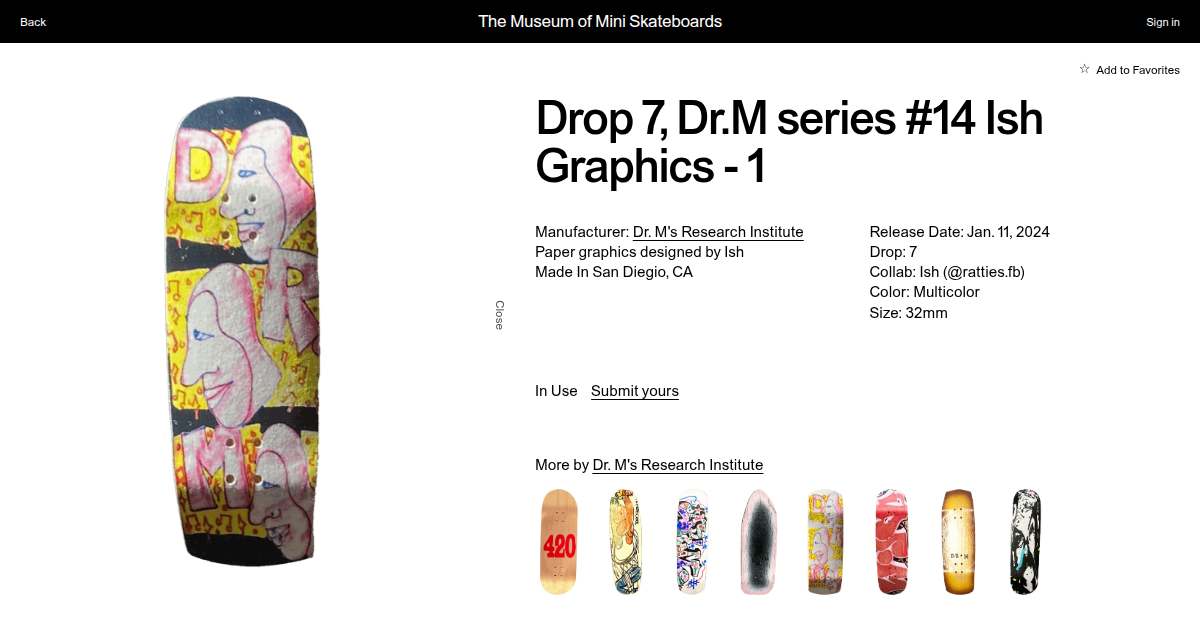 Back
The Museum of Mini Skateboards
Sign in
☆ Add to Favorites
Drop 7, Dr.M series #14 Ish
Graphics - 1
Manufacturer: Dr. M's Research Institute
Paper graphics designed by Ish
Made In San Diegio, CA
Release Date: Jan. 11, 2024
Drop: 7
Collab: Ish (@ratties.fb)
Color: Multicolor
Size: 32mm
Close
D
R
M
In Use Submit yours
More by Dr. M's Research Institute
420
DR•M